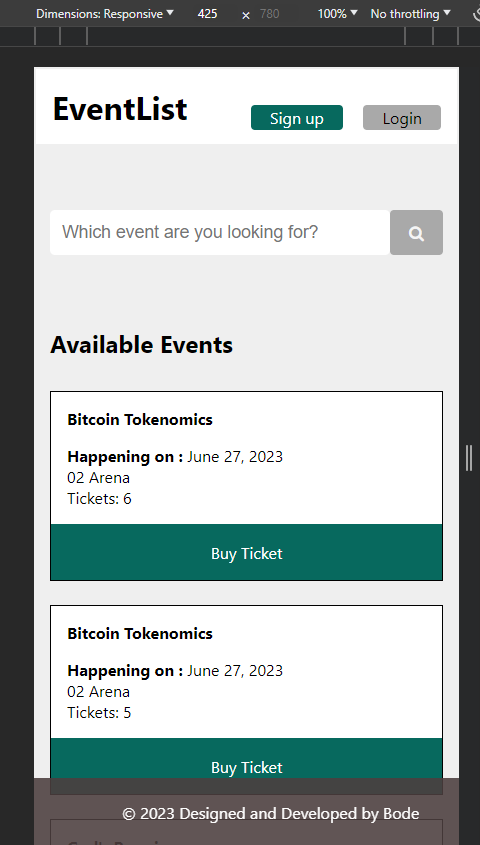 Dimensions: Responsive 425 × 780 100% No throttling
EventList
Sign up Login
Which event are you looking for?
Available Events
Bitcoin Tokenomics
Happening on : June 27, 2023
02 Arena
Tickets: 6
Buy Ticket
Bitcoin Tokenomics
Happening on : June 27, 2023
02 Arena
Tickets: 5
Buy Ticket
© 2023 Designed and Developed by Bode